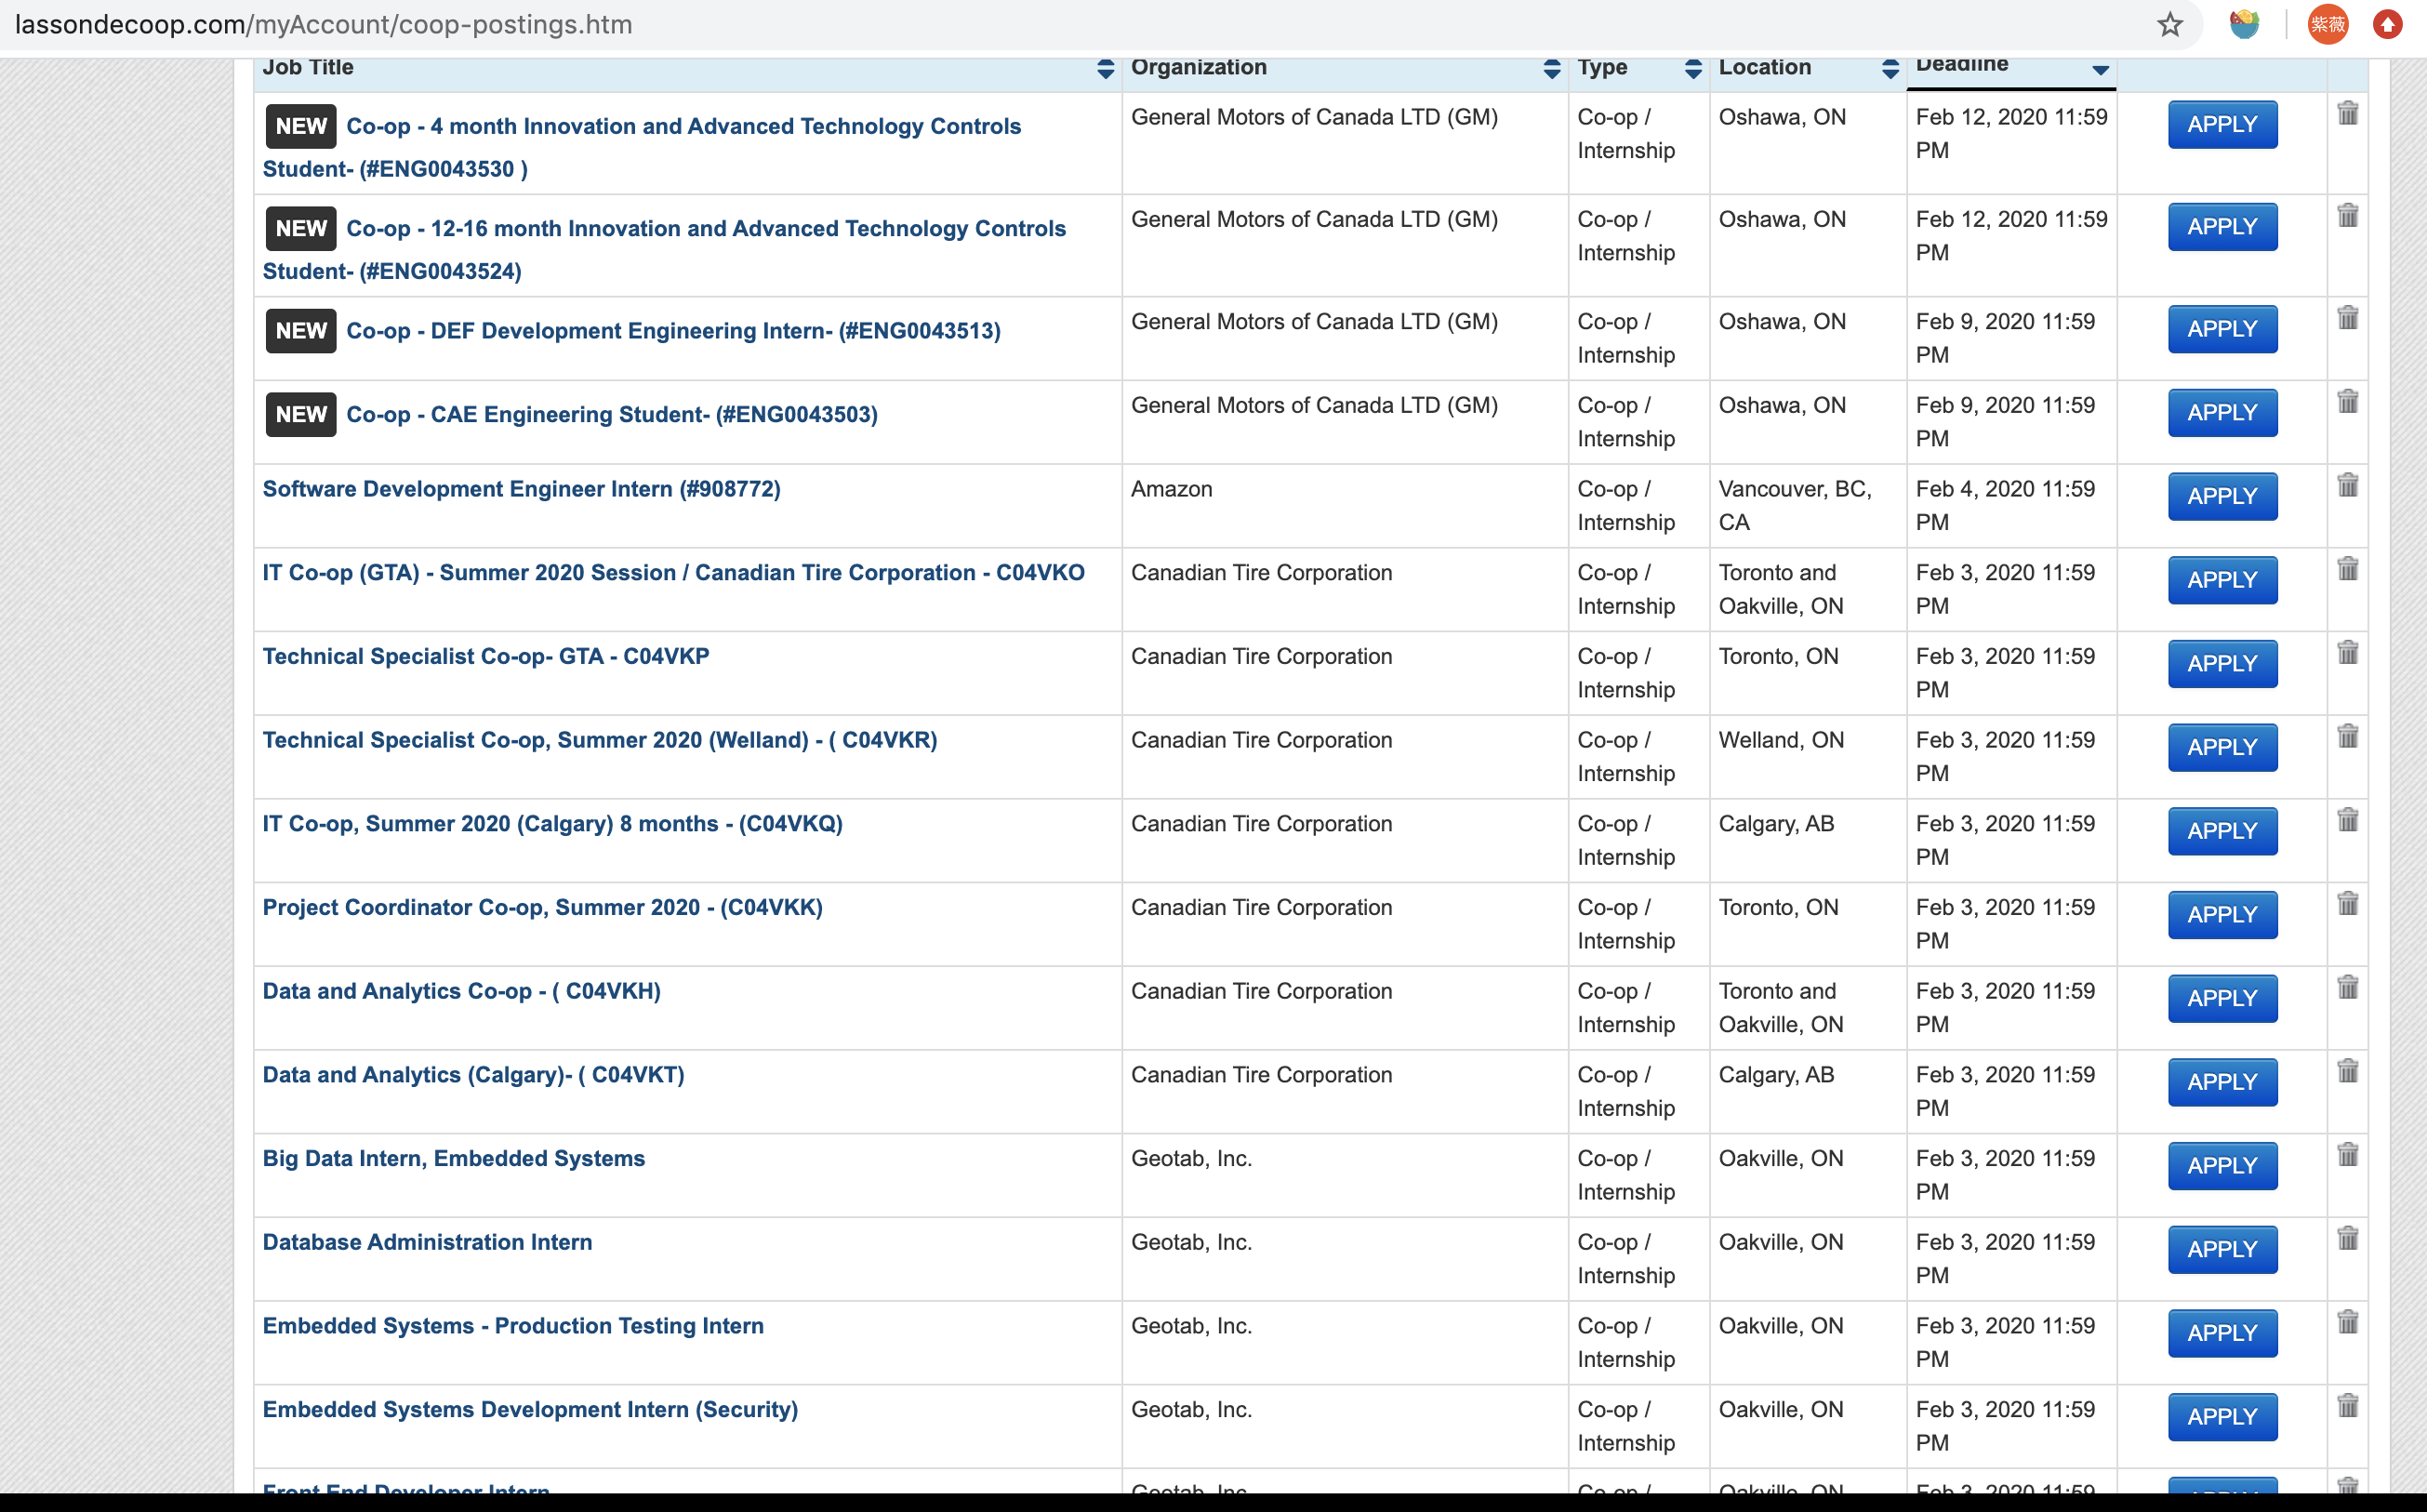 lassondecoop.com/myAccount/coop-postings.htm
紫薇
Job Title Organization Type Location Deadline
NEW Co-op - 4 month Innovation and Advanced Technology Controls General Motors of Canada LTD (GM) Co-op / Oshawa, ON Feb 12, 2020 11:59 APPLY
Student- (#ENG0043530 ) Internship PM
NEW Co-op - 12-16 month Innovation and Advanced Technology Controls General Motors of Canada LTD (GM) Co-op / Oshawa, ON Feb 12, 2020 11:59 APPLY
Student- (#ENG0043524) Internship PM
NEW Co-op - DEF Development Engineering Intern- (#ENG0043513) General Motors of Canada LTD (GM) Co-op / Oshawa, ON Feb 9, 2020 11:59 APPLY
Internship PM
NEW Co-op - CAE Engineering Student- (#ENG0043503) General Motors of Canada LTD (GM) Co-op / Oshawa, ON Feb 9, 2020 11:59 APPLY
Internship PM
Software Development Engineer Intern (#908772) Amazon Co-op / Vancouver, BC, Feb 4, 2020 11:59 APPLY
Internship CA PM
IT Co-op (GTA) - Summer 2020 Session / Canadian Tire Corporation - C04VKO Canadian Tire Corporation Co-op / Toronto and Feb 3, 2020 11:59 APPLY
Internship Oakville, ON PM
Technical Specialist Co-op- GTA - C04VKP Canadian Tire Corporation Co-op / Toronto, ON Feb 3, 2020 11:59 APPLY
Internship PM
Technical Specialist Co-op, Summer 2020 (Welland) - ( C04VKR) Canadian Tire Corporation Co-op / Welland, ON Feb 3, 2020 11:59 APPLY
Internship PM
IT Co-op, Summer 2020 (Calgary) 8 months - (C04VKQ) Canadian Tire Corporation Co-op / Calgary, AB Feb 3, 2020 11:59 APPLY
Internship PM
Project Coordinator Co-op, Summer 2020 - (C04VKK) Canadian Tire Corporation Co-op / Toronto, ON Feb 3, 2020 11:59 APPLY
Internship PM
Data and Analytics Co-op - ( C04VKH) Canadian Tire Corporation Co-op / Toronto and Feb 3, 2020 11:59 APPLY
Internship Oakville, ON PM
Data and Analytics (Calgary)- ( C04VKT) Canadian Tire Corporation Co-op / Calgary, AB Feb 3, 2020 11:59 APPLY
Internship PM
Big Data Intern, Embedded Systems Geotab, Inc. Co-op / Oakville, ON Feb 3, 2020 11:59 APPLY
Internship PM
Database Administration Intern Geotab, Inc. Co-op / Oakville, ON Feb 3, 2020 11:59 APPLY
Internship PM
Embedded Systems - Production Testing Intern Geotab, Inc. Co-op / Oakville, ON Feb 3, 2020 11:59 APPLY
Internship PM
Embedded Systems Development Intern (Security) Geotab, Inc. Co-op / Oakville, ON Feb 3, 2020 11:59 APPLY
Internship PM
Front End Developer Intern Geotab, Inc. Co-op / Oakville, ON Feb 3, 2020 11:59 APPLY